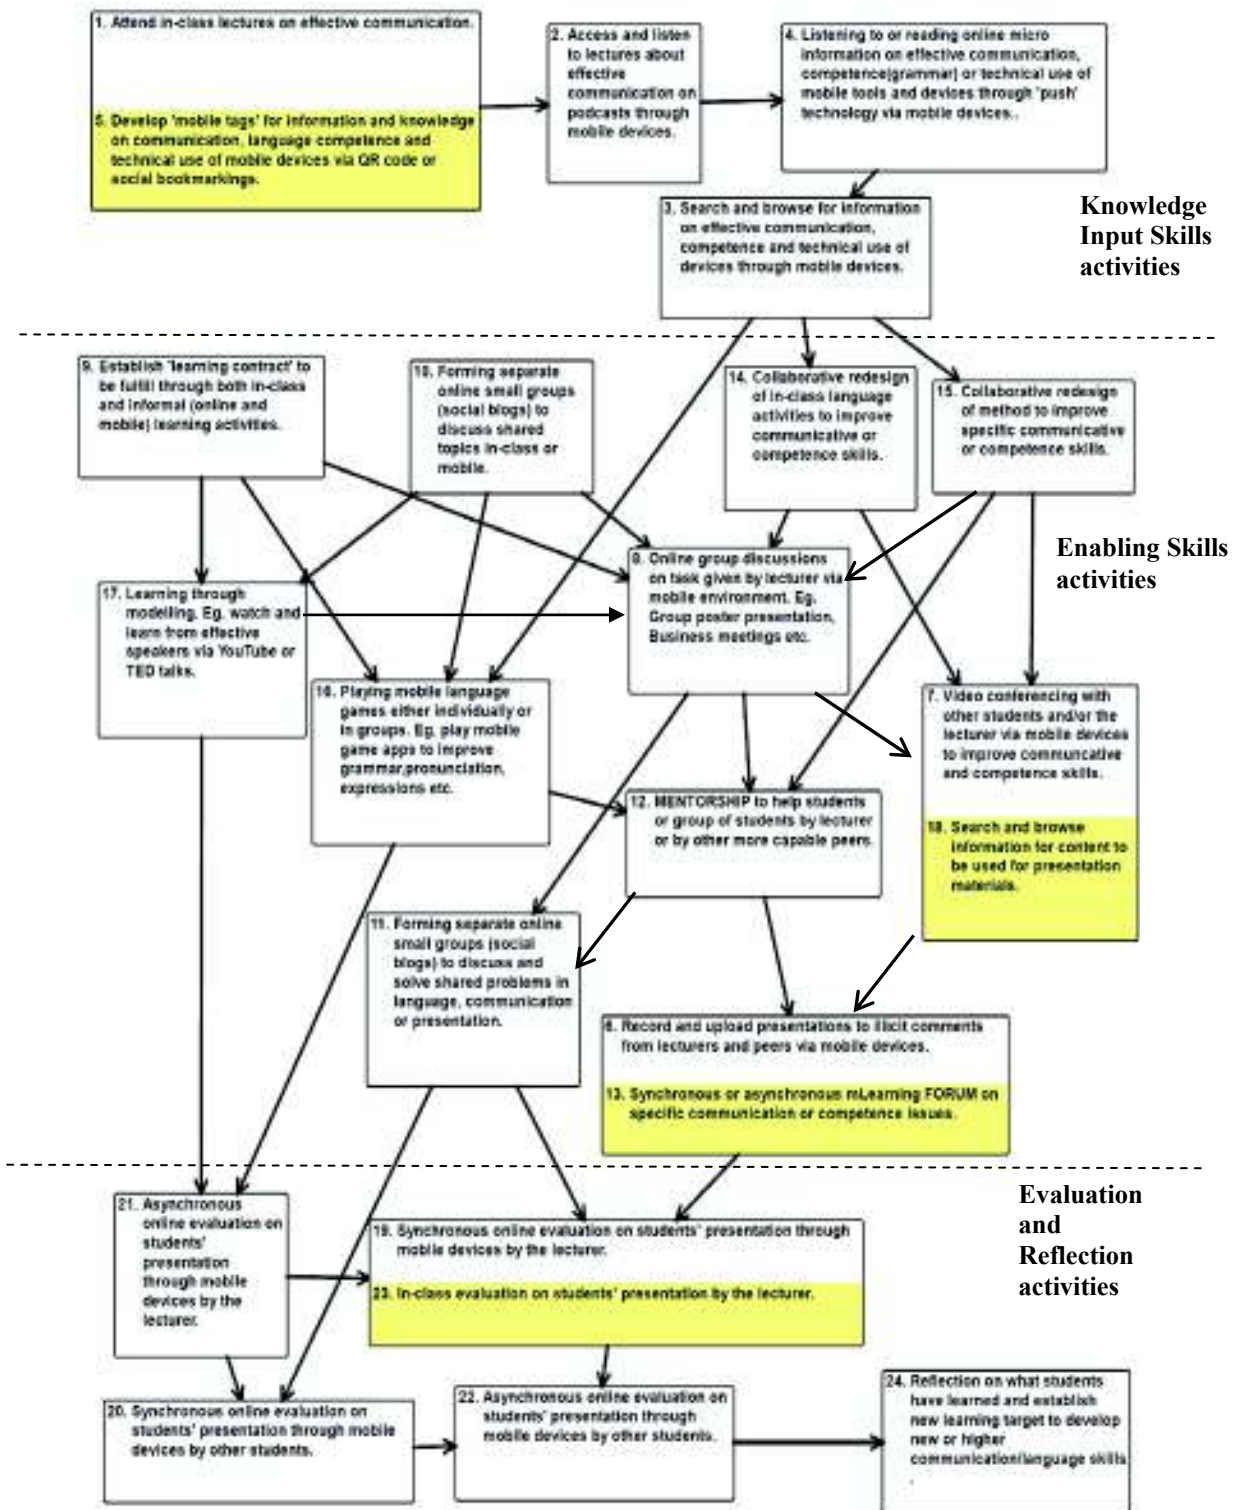 1. Attend in-class lectures on effective communication.
5. Develop 'mobile tags' for information and knowledge
on communication, language competence and
technical use of mobile devices via QR code or
social bookmarkings.
2. Access and listen
to lectures about
effective
communication on
podcasts through
mobile devices.
4. Listening to or reading online micro
information on effective communication,
competence(grammar) or technical use of
mobile tools and devices through 'push'
technology via mobile devices..
3. Search and browse for information
on effective communication,
competence and technical use of
devices through mobile devices.
Knowledge
Input Skills
activities
9. Establish 'learning contract' to
be fulfill through both in-class
and informal (online and
mobile) learning activities.
10. Forming separate
online small groups
(social blogs) to
discuss shared
topics in-class or
mobile.
14. Collaborative redesign
of in-class language
activities to improve
communicative or
competence skills.
15. Collaborative redesign
of method to improve
specific communicative
or competence skills.
Enabling Skills
activities
17. Learning through
modelling. Eg. watch and
learn from effective
speakers via YouTube or
TED talks.
8. Online group discussions
on task given by lecturer via
mobile environment. Eg.
Group poster presentation,
Business meetings etc.
16. Playing mobile language
games either individually or
in groups. Eg. play mobile
game apps to improve
grammar,pronunciation,
expressions etc.
7. Video conferencing with
other students and/or the
lecturer via mobile devices
to improve communcative
and competence skills.
18. Search and browse
information for content to
be used for presentation
materials.
12. MENTORSHIP to help students
or group of students by lecturer
or by other more capable peers.
11. Forming separate online
small groups (social
blogs) to discuss and
solve shared problems in
language, communication
or presentation.
6. Record and upload presentations to illicit comments
from lecturers and peers via mobile devices.
13. Synchronous or asynchronous mLearning FORUM on
specific communication or competence issues.
Evaluation
and
Reflection
activities
21. Asynchronous
online evaluation on
students'
presentation
through mobile
devices by the
lecturer.
19. Synchronous online evaluation on students' presentation through
mobile devices by the lecturer.
23. In-class evaluation on students' presentation by the lecturer.
20. Synchronous online evaluation on
students' presentation through mobile
devices by other students.
22. Asynchronous online evaluation on
students' presentation through
mobile devices by other students.
24. Reflection on what students
have learned and establish
new learning target to develop
new or higher
communication/language skills
.